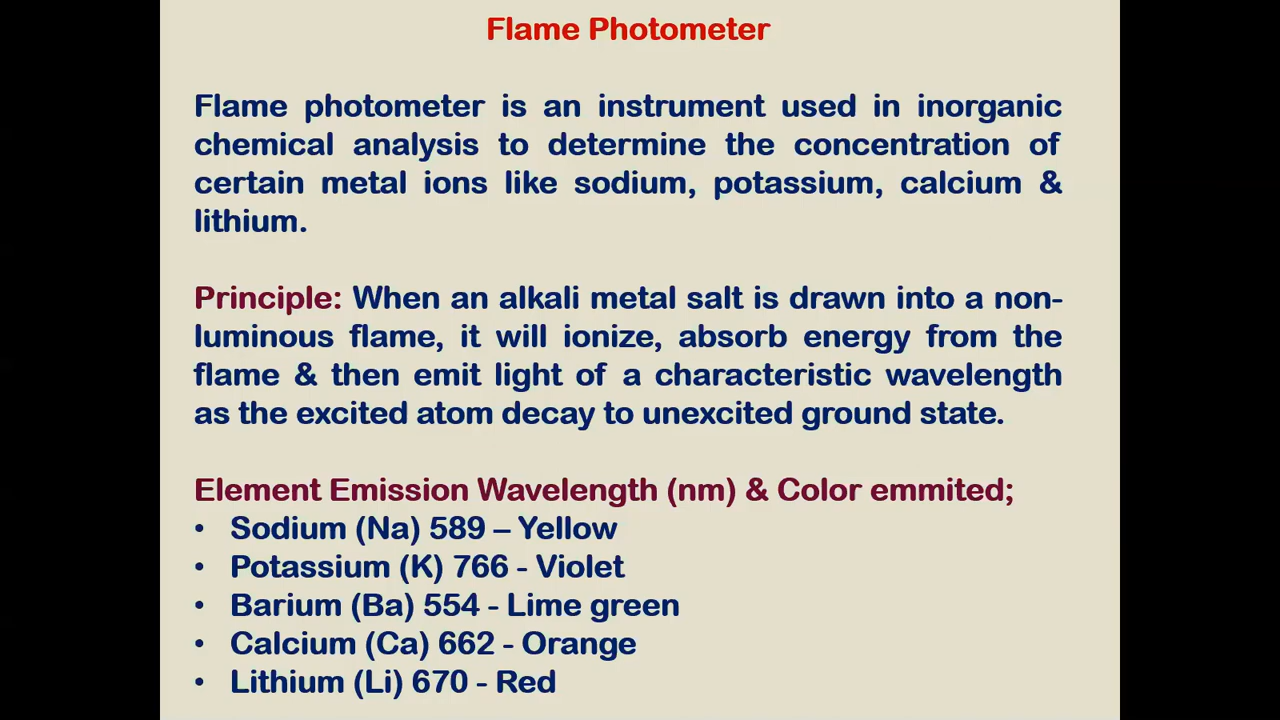 Flame Photometer
Flame photometer is an instrument used in inorganic
chemical analysis to determine the concentration of
certain metal ions like sodium, potassium, calcium &
lithium.
Principle: When an alkali metal salt is drawn into a non-
luminous flame, it will ionize, absorb energy from the
flame & then emit light of a characteristic wavelength
as the excited atom decay to unexcited ground state.
Element Emission Wavelength (nm) & Color emmited;
• Sodium (Na) 589 – Yellow
• Potassium (K) 766 - Violet
• Barium (Ba) 554 - Lime green
• Calcium (Ca) 662 - Orange
• Lithium (Li) 670 - Red